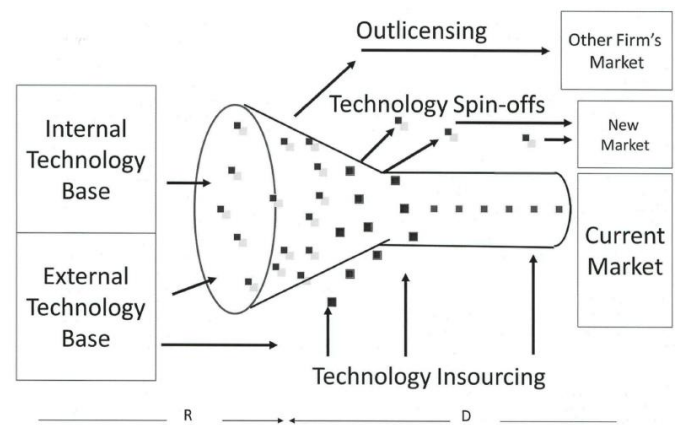 Outlicensing
Other Firm's
Market
Technology Spin-offs
New
Market
Internal
Technology
Base
External
Technology
Base
Current
Market
Technology Insourcing
R
D